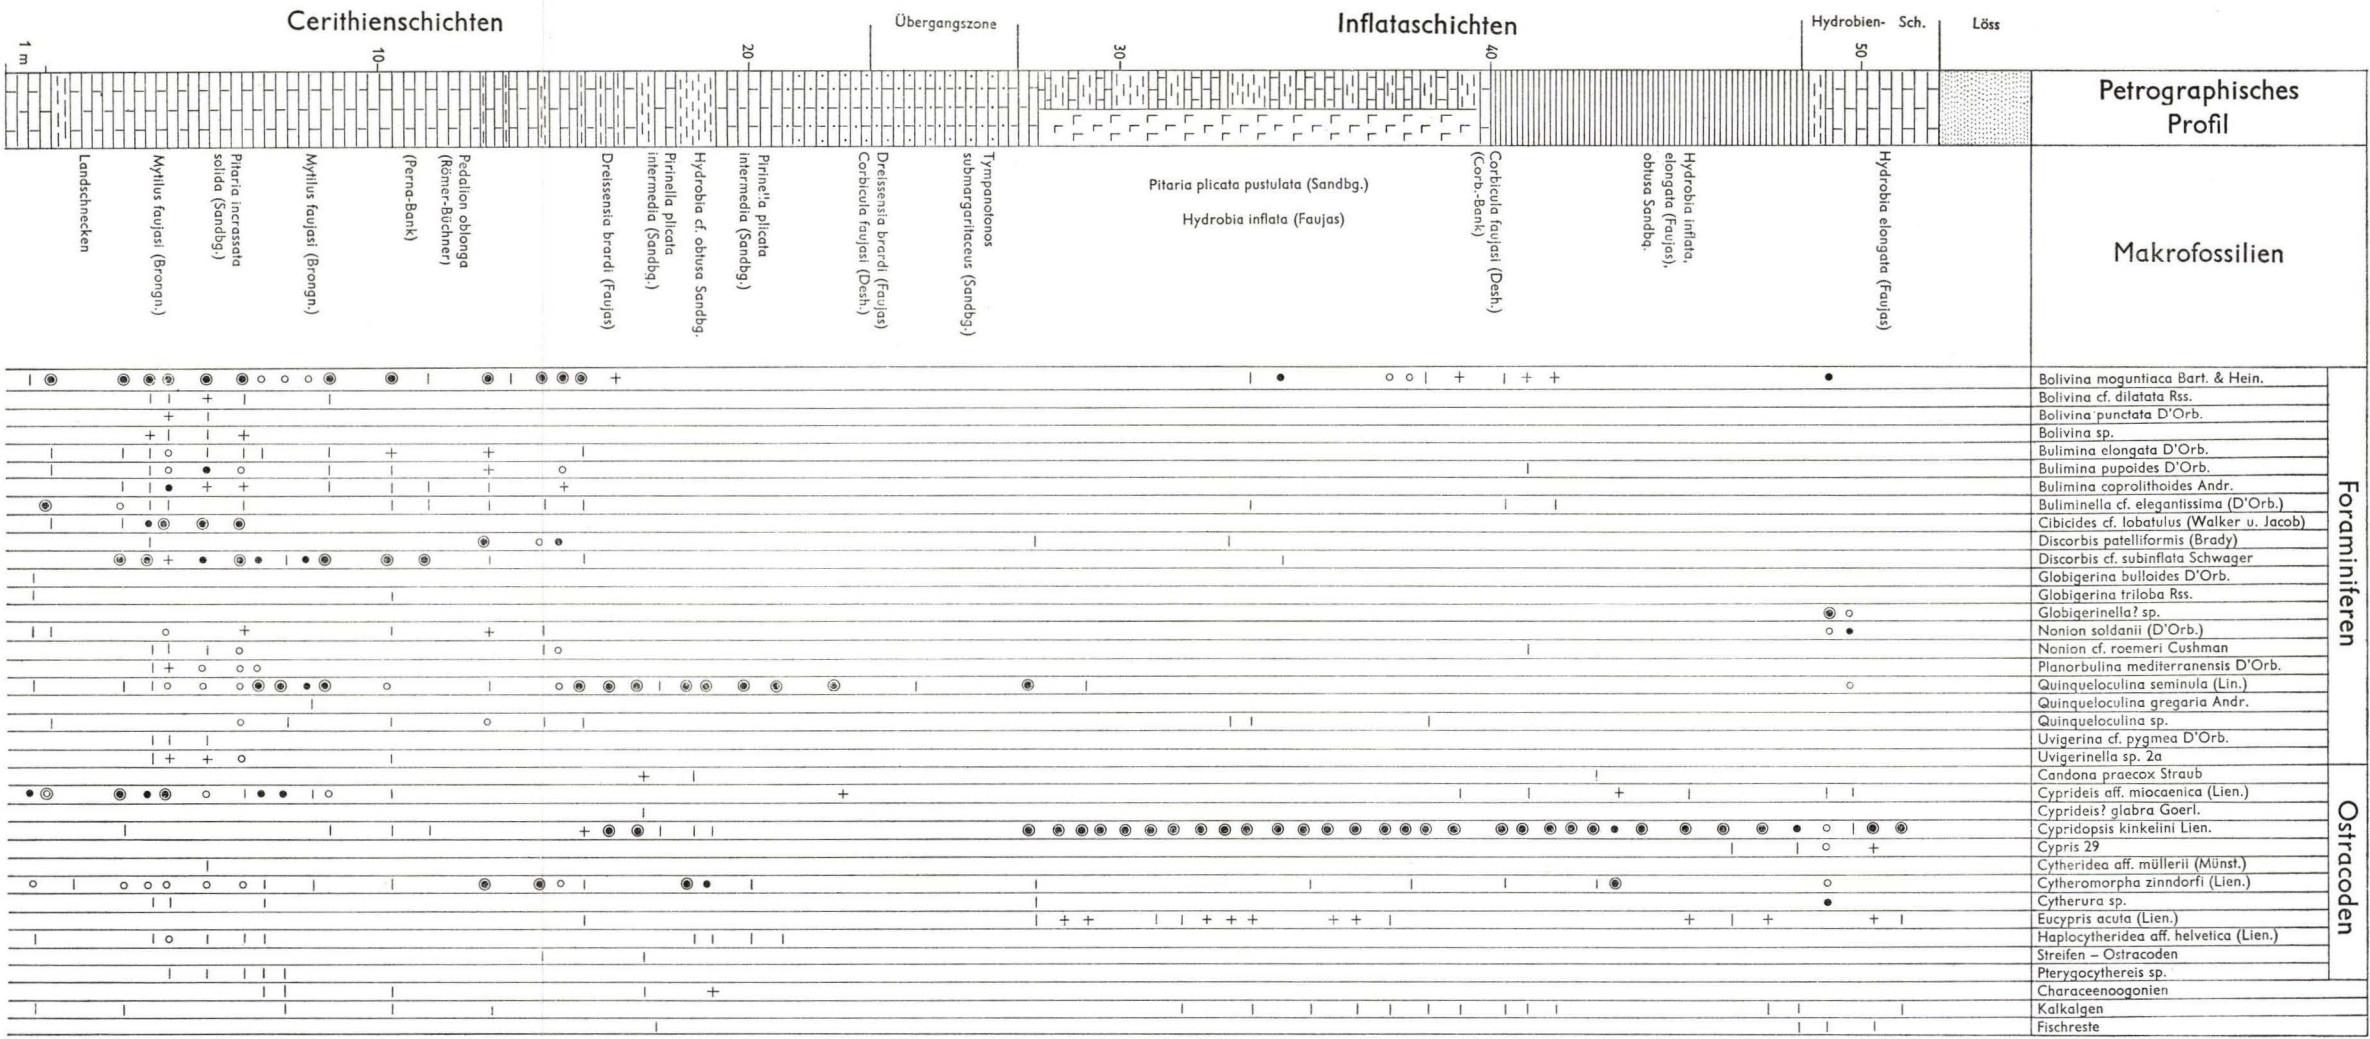 Cerithienschichten
Übergangszone
Inflataschichten
Hydrobien- Sch.
Löss
1 m
10
20
30
40
50
Petrographisches
Profil
Landschnecken
Mytilus faujasi (Brongn.)
Pitaria incrassata
solida (Sandbg.)
Mytilus faujasi (Brongn.)
Pedalion oblonga
(Römer-Büchner)
(Perna-Bank)
Dreissensia brardi (Faujas)
Pirinella plicata
intermedia (Sandbg.)
Hydrobia cf. obtusa Sandbg.
Pirine''a plicata
intermedia (Sandbg.)
Dreissensia brardi (Faujas)
Corbicula faujasi (Desh.)
Tympanotonos
submargaritaceus (Sandbg.)
Pitaria plicata pustulata (Sandbg.)
Hydrobia inflata (Faujas)
Corbicula faujasi (Desh.)
(Corb.-Bank)
Hydrobia inflata,
elongata (Faujas),
obtusa Sandbg.
Hydrobia elongata (Faujas)
Makrofossilien
Foraminiferen
Bolivina moguntiaca Bart. & Hein.
Bolivina cf. dilatata Rss.
Bolivina punctata D'Orb.
Bolivina sp.
Bulimina elongata D'Orb.
Bulimina pupoides D'Orb.
Bulimina coprolithoides Andr.
Buliminella cf. elegantissima (D'Orb.)
Cibicides cf. lobatulus (Walker u. Jacob)
Discorbis patelliformis (Brady)
Discorbis cf. subinflata Schwager
Globigerina bulloides D'Orb.
Globigerina triloba Rss.
Globigerinella? sp.
Nonion soldanii (D'Orb.)
Nonion cf. roemeri Cushman
Planorbulina mediterranensis D'Orb.
Quinqueloculina seminula (Lin.)
Quinqueloculina gregaria Andr.
Quinqueloculina sp.
Uvigerina cf. pygmea D'Orb.
Uvigerinella sp. 2a
Ostracoden
Candona praecox Straub
Cyprideis aff. miocaenica (Lien.)
Cyprideis? glabra Goerl.
Cypridopsis kinkelini Lien.
Cypris 29
Cytheridea aff. müllerii (Münst.)
Cytheromorpha zinndorfi (Lien.)
Cytherura sp.
Eucypris acuta (Lien.)
Haplocytheridea aff. helvetica (Lien.)
Streifen – Ostracoden
Pterygocythereis sp.
Characeenoogonien
Kalkalgen
Fischreste